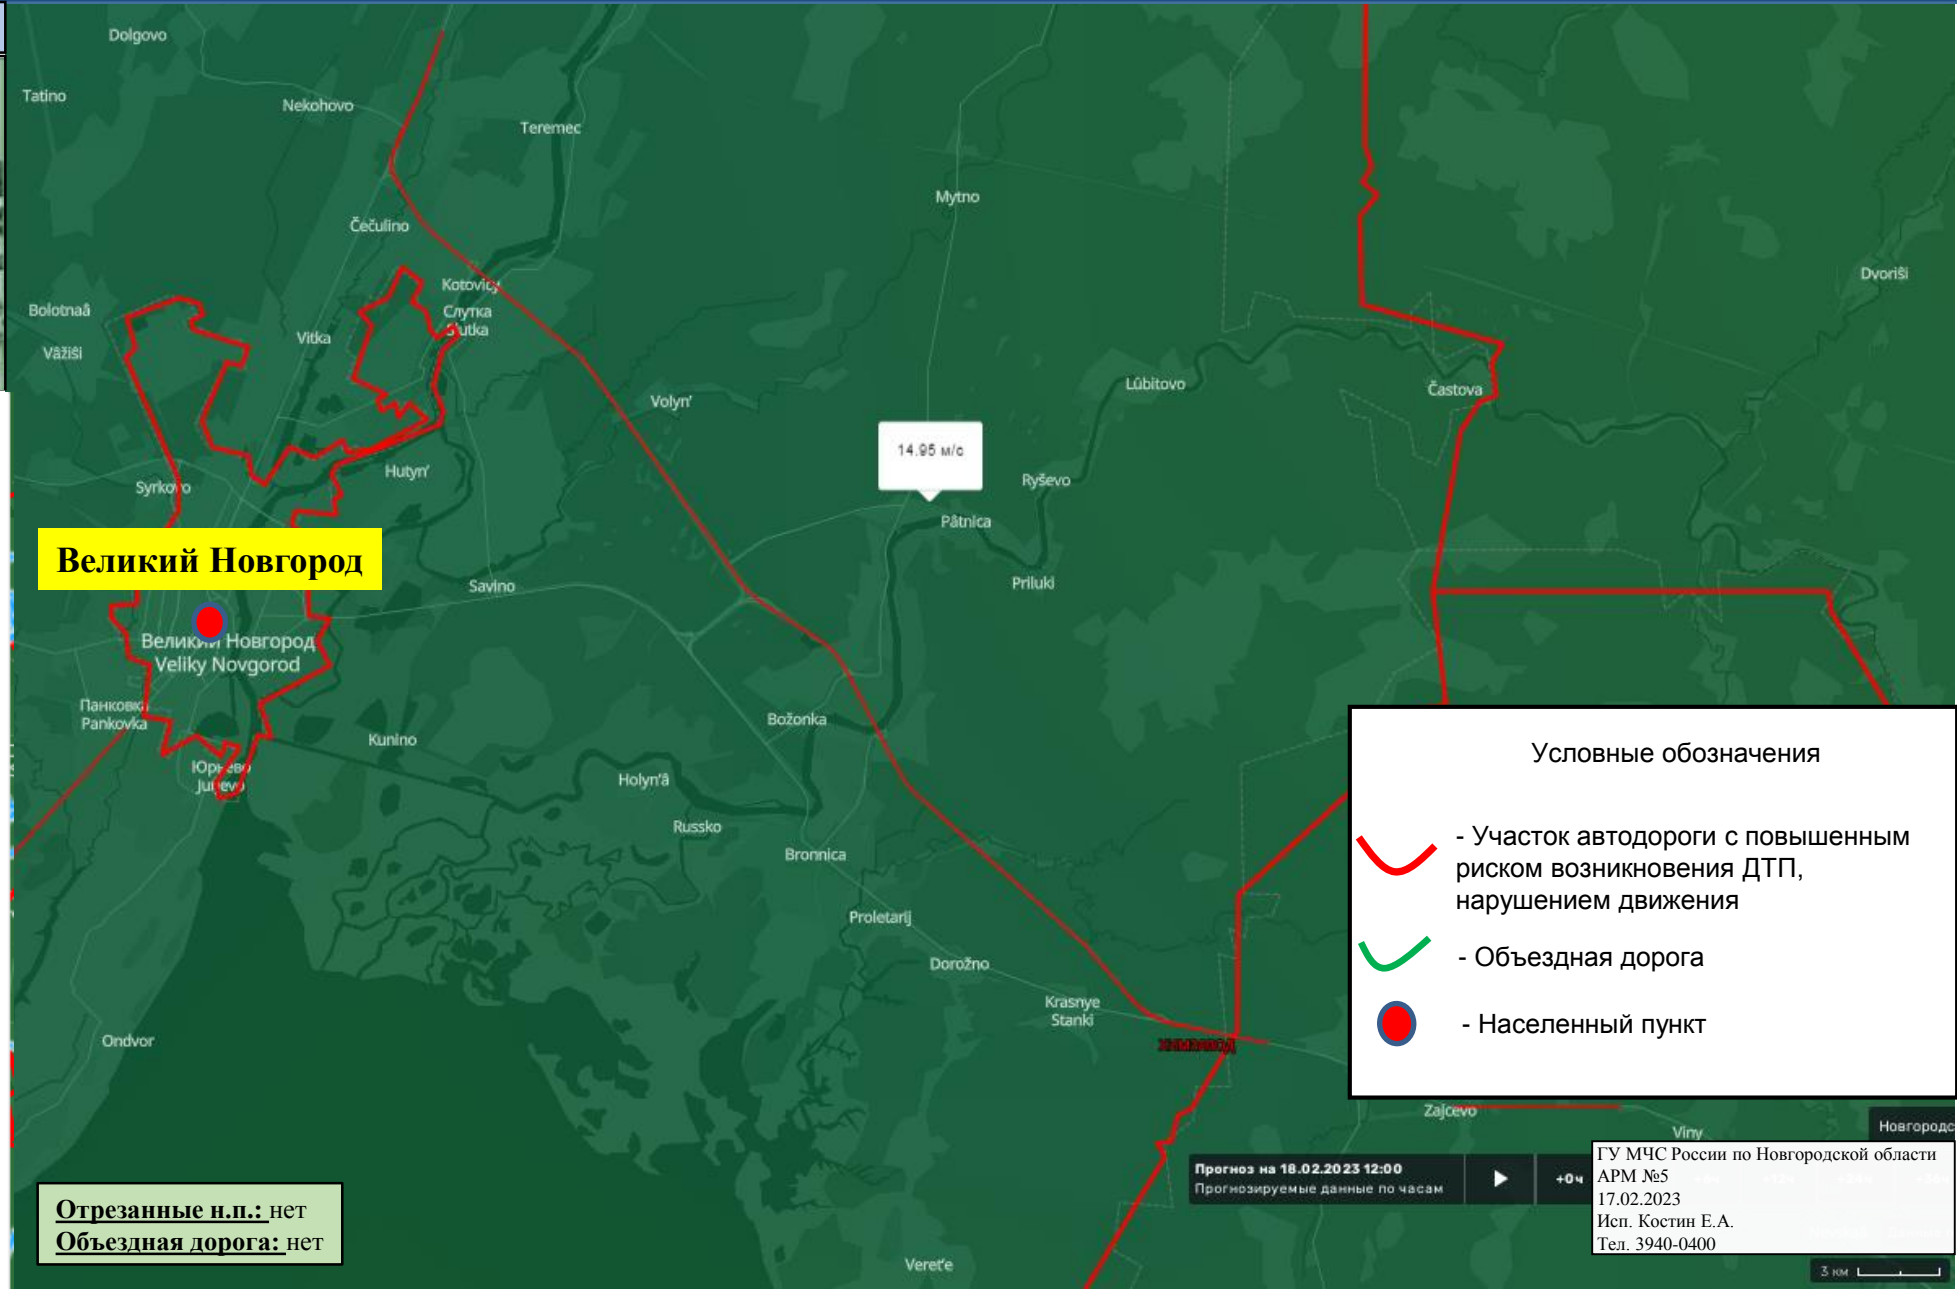 Dolgovo
Tatino
Nekohovo
Teremec
Mytno
Čečulino
Dvoriši
Kotovicy
Bolotnaâ
Слутка
Slutka
Vitka
Vâžiši
Lûbitovo
Častova
Volyn'
14.95 м/с
Hutyn'
Ryševo
Syrkovo
Pâtnica
Великий Новгород
Savino
Priluki
Великий Новгород
Veliky Novgorod
Панковка
Pankovka
Božonka
Kunino
Юрьево
Jurjevo
Holyn'â
Russko
Bronnica
Proletarij
Dorožno
Krasnye
Stanki
Ondvor
ХИМЗАВОД
Условные обозначения
- Участок автодороги с повышенным
риском возникновения ДТП,
нарушением движения
- Объездная дорога
- Населенный пункт
Zajcevo
Viny
Новгородс
Прогноз на 18.02.2023 12:00
Прогнозируемые данные по часам
+0ч
ГУ МЧС России по Новгородской области
АРМ №5
17.02.2023
Исп. Костин Е.А.
Тел. 3940-0400
Отрезанные н.п.: нет
Объездная дорога: нет
Veret'e
3 км